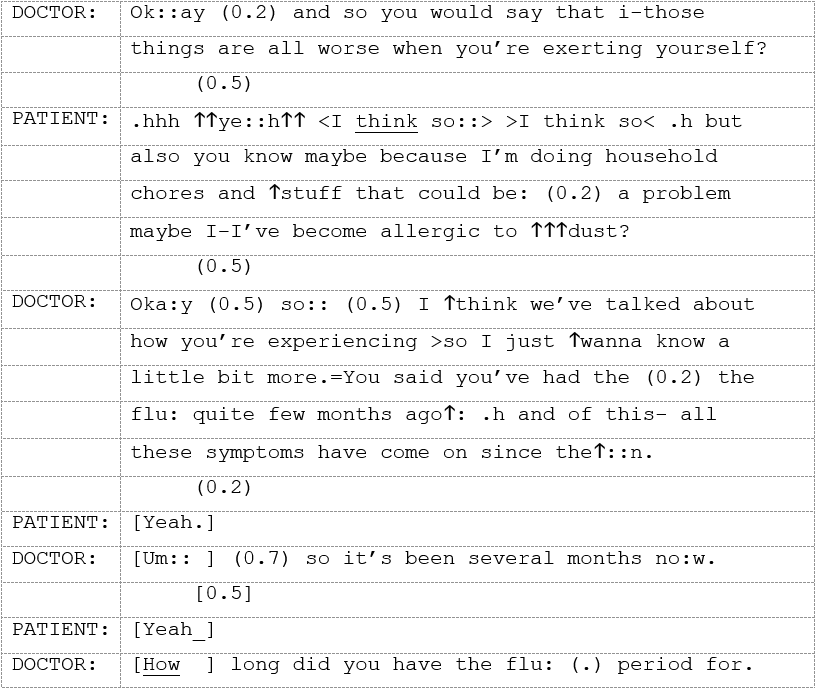 DOCTOR: Ok::ay (0.2) and so you would say that i-those
things are all worse when you're exerting yourself?
(0.5)
PATIENT: .hhh ↑↑ye::h↑↑ <I think so::> >I think so< .h but
also you know maybe because I'm doing household
chores and ↑stuff that could be: (0.2) a problem
maybe I-I've become allergic to ↑↑↑dust?
(0.5)
DOCTOR: Oka:y (0.5) so:: (0.5) I ↑think we've talked about
how you're experiencing >so I just ↑wanna know a
little bit more.=You said you've had the (0.2) the
flu: quite few months ago↑: .h and of this- all
these symptoms have come on since the↑::n.
(0.2)
PATIENT: [Yeah.]
DOCTOR: [Um:: ] (0.7) so it's been several months no:w.
[0.5]
PATIENT: [Yeah_]
DOCTOR: [How  ] long did you have the flu: (.) period for.